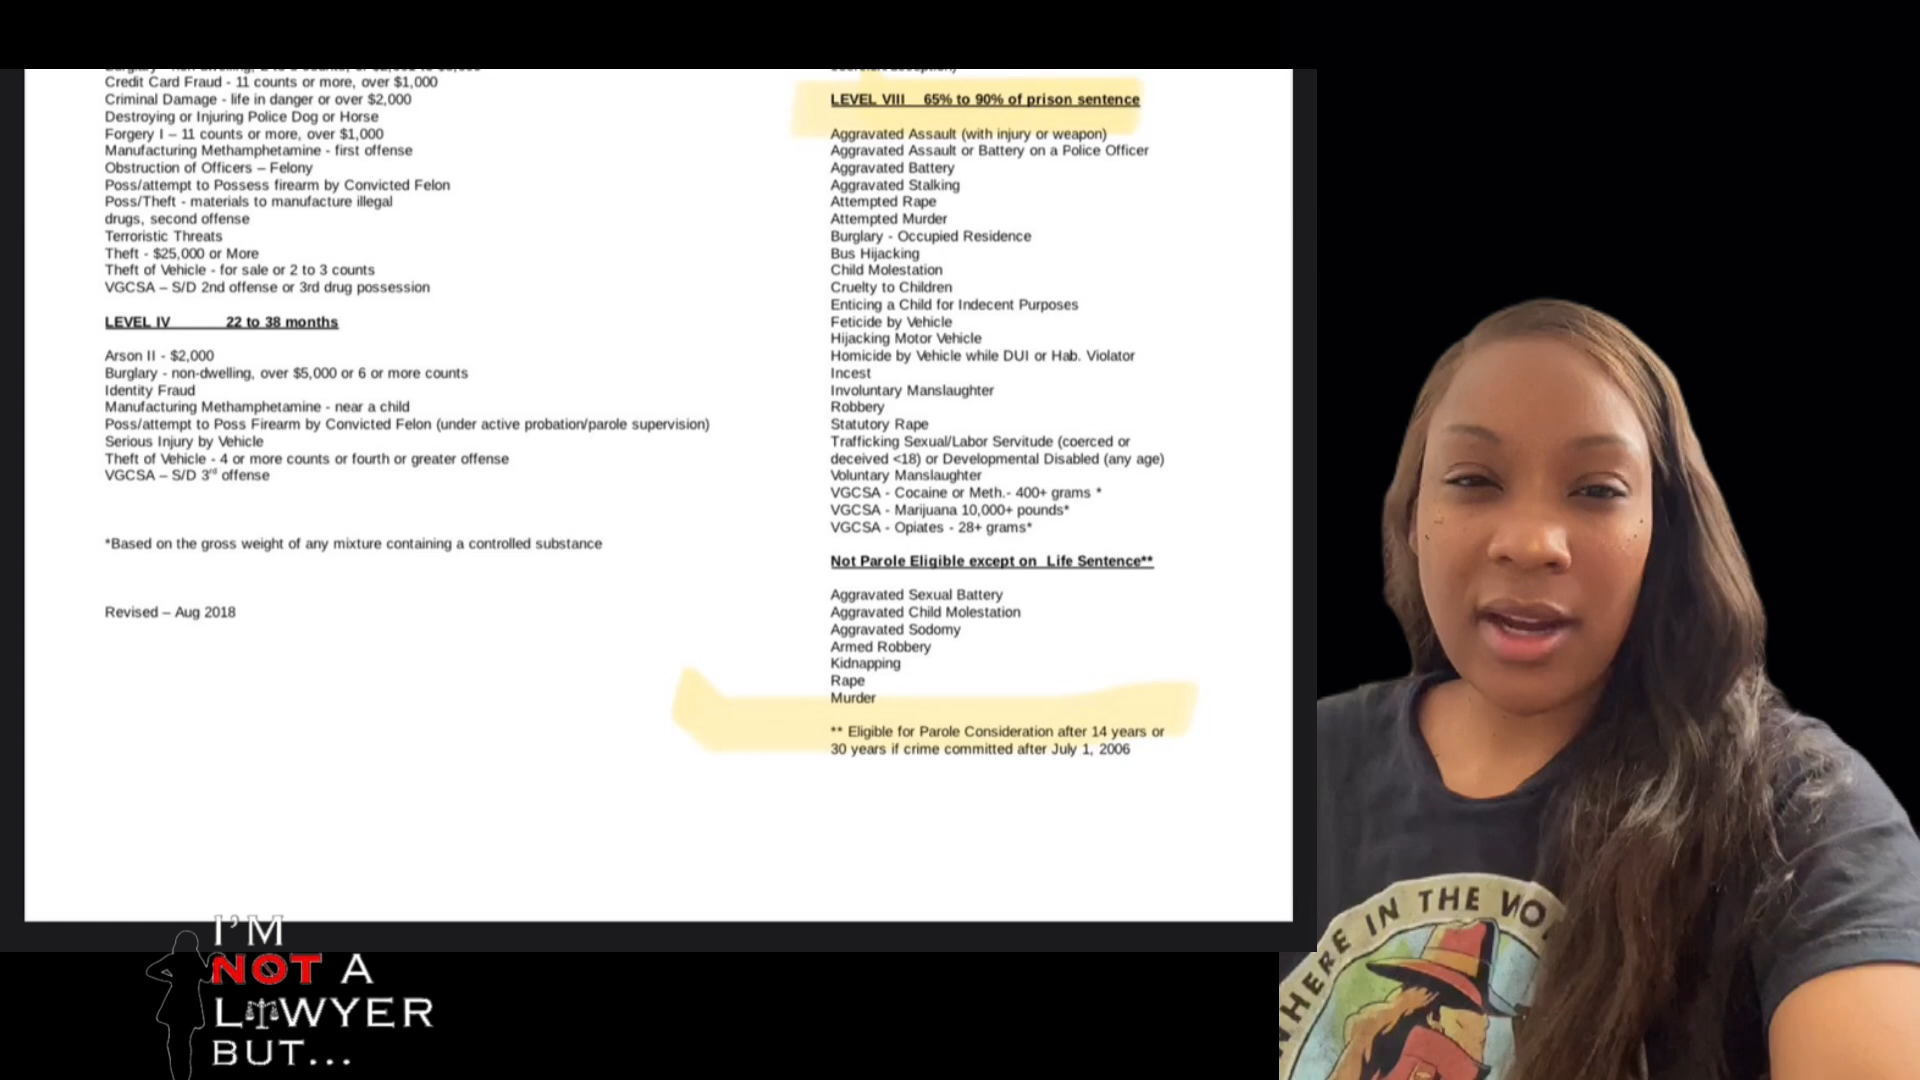 Credit Card Fraud - 11 counts or more, over $1,000
Criminal Damage - life in danger or over $2,000
Destroying or Injuring Police Dog or Horse
Forgery I – 11 counts or more, over $1,000
Manufacturing Methamphetamine - first offense
Obstruction of Officers – Felony
Poss/attempt to Possess firearm by Convicted Felon
Poss/Theft - materials to manufacture illegal
drugs, second offense
Terroristic Threats
Theft - $25,000 or More
Theft of Vehicle - for sale or 2 to 3 counts
VGCSA – S/D 2nd offense or 3rd drug possession
LEVEL IV 22 to 38 months
Arson II - $2,000
Burglary - non-dwelling, over $5,000 or 6 or more counts
Identity Fraud
Manufacturing Methamphetamine - near a child
Poss/attempt to Poss Firearm by Convicted Felon (under active probation/parole supervision)
Serious Injury by Vehicle
Theft of Vehicle - 4 or more counts or fourth or greater offense
VGCSA – S/D 3rd offense
*Based on the gross weight of any mixture containing a controlled substance
Revised – Aug 2018
LEVEL VIII 65% to 90% of prison sentence
Aggravated Assault (with injury or weapon)
Aggravated Assault or Battery on a Police Officer
Aggravated Battery
Aggravated Stalking
Attempted Rape
Attempted Murder
Burglary - Occupied Residence
Bus Hijacking
Child Molestation
Cruelty to Children
Enticing a Child for Indecent Purposes
Feticide by Vehicle
Hijacking Motor Vehicle
Homicide by Vehicle while DUI or Hab. Violator
Incest
Involuntary Manslaughter
Robbery
Statutory Rape
Trafficking Sexual/Labor Servitude (coerced or
deceived <18) or Developmental Disabled (any age)
Voluntary Manslaughter
VGCSA - Cocaine or Meth.- 400+ grams *
VGCSA - Marijuana 10,000+ pounds*
VGCSA - Opiates - 28+ grams*
Not Parole Eligible except on Life Sentence**
Aggravated Sexual Battery
Aggravated Child Molestation
Aggravated Sodomy
Armed Robbery
Kidnapping
Rape
Murder
** Eligible for Parole Consideration after 14 years or
30 years if crime committed after July 1, 2006
I'M
NOT A
LAWYER
BUT...
HERE IN THE WO